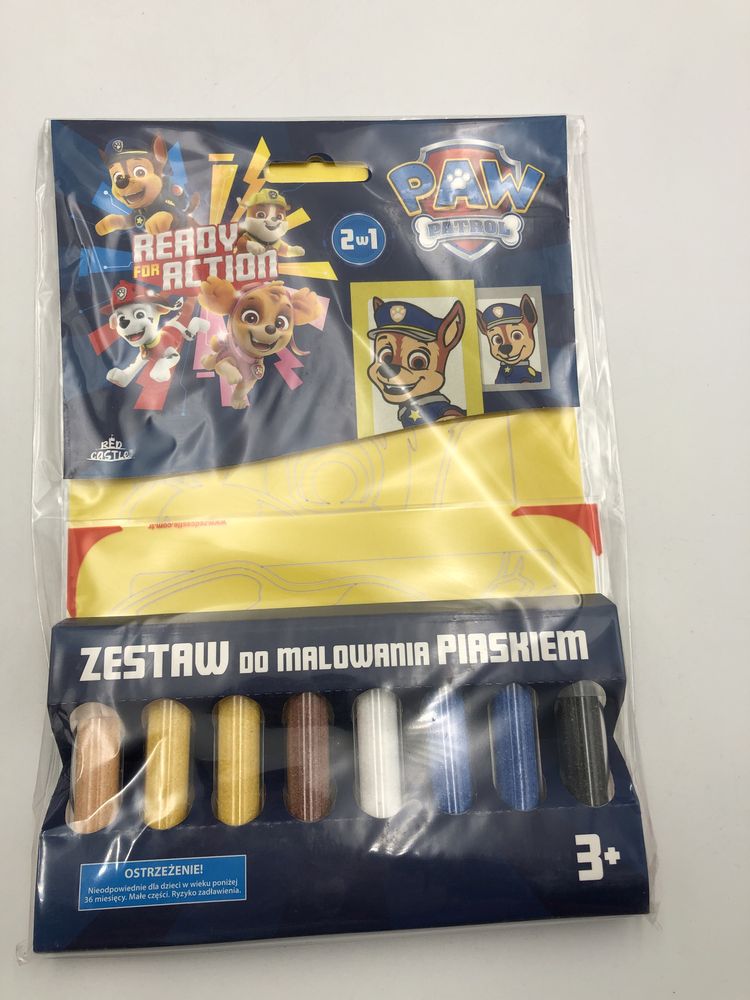 READY
FOR ACTION
2w1
PAW
PATROL
RED
CASTLE
www.redcastle.com.tr
ZESTAW DO MALOWANIA PIASKIEM
3+
OSTRZEŻENIE!
Nieodpowiednie dla dzieci w wieku poniżej
36 miesięcy. Małe części. Ryzyko zadławienia.